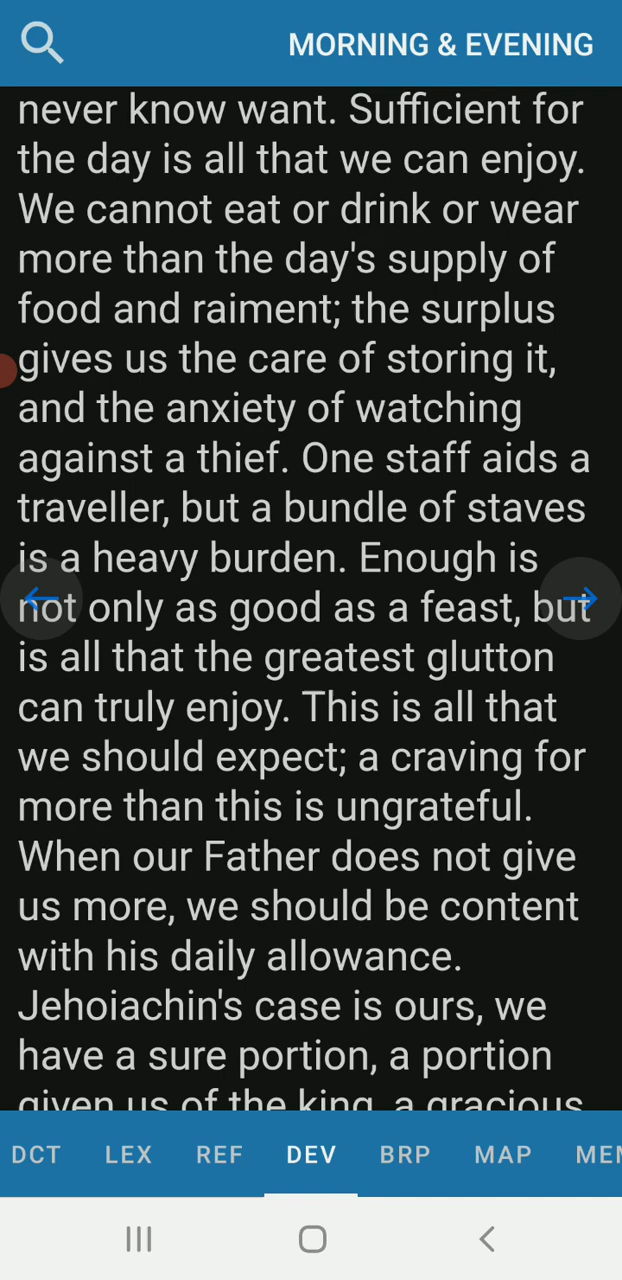 MORNING & EVENING
never know want. Sufficient for
the day is all that we can enjoy.
We cannot eat or drink or wear
more than the day's supply of
food and raiment; the surplus
gives us the care of storing it,
and the anxiety of watching
against a thief. One staff aids a
traveller, but a bundle of staves
is a heavy burden. Enough is
not only as good as a feast, but
is all that the greatest glutton
can truly enjoy. This is all that
we should expect; a craving for
more than this is ungrateful.
When our Father does not give
us more, we should be content
with his daily allowance.
Jehoiachin's case is ours, we
have a sure portion, a portion
given us of the king, a gracious
DCT LEX REF DEV BRP MAP